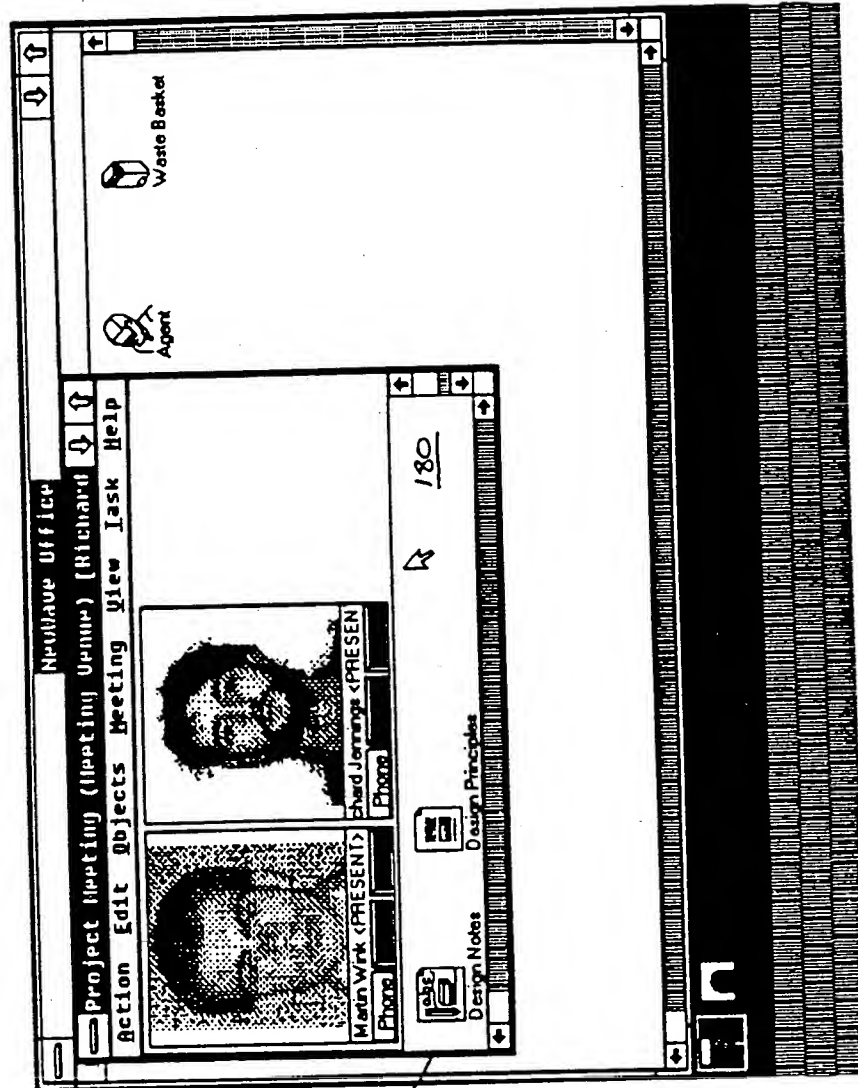 NewWave Office
Project Meeting (Meeting Venue) [Richard
Action Edit Objects Meeting View Task Help
Agent
Waste Basket
Martin Wink <PRESENT>
chard Jennings <PRESEN
Phone
Phone
180
Design Notes
Design Principles